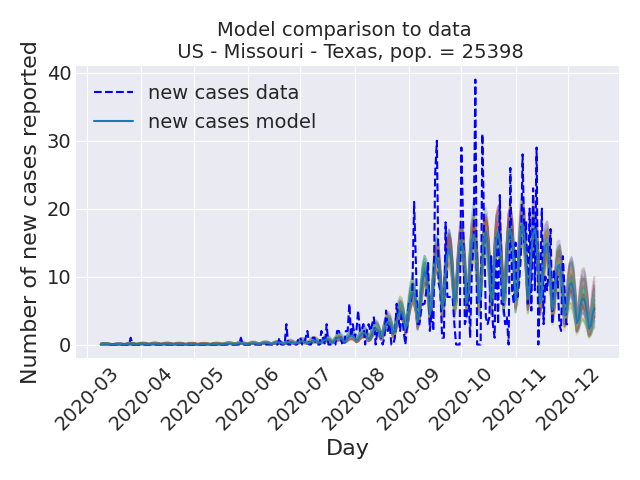 Model comparison to data
US - Missouri - Texas, pop. = 25398
Number of new cases reported
40
30
20
10
0
new cases data
new cases model
2020-03
2020-04
2020-05
2020-06
2020-07
2020-08
2020-09
2020-10
2020-11
2020-12
Day